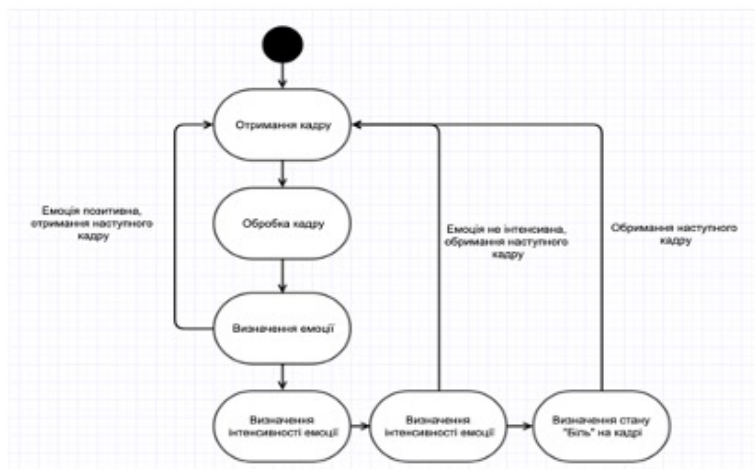 Отримання кадру
Емоція позитивна,
отримання наступного
кадру
Обробка кадру
Емоція не інтенсивна,
обримання наступного
кадру
Обримання наступного
кадру
Визначення емоції
Визначення
інтенсивності емоції
Визначення
інтенсивності емоції
Визначення стану
"Біль" на кадрі